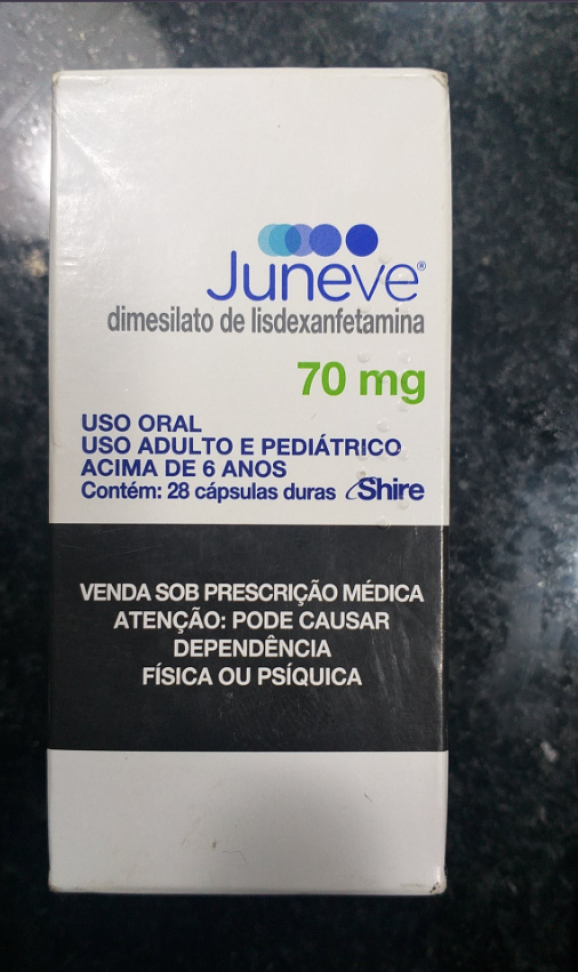 Juneve®
dimesilato de lisdexanfetamina
70 mg
USO ORAL
USO ADULTO E PEDIÁTRICO
ACIMA DE 6 ANOS
Contém: 28 cápsulas duras Shire
VENDA SOB PRESCRIÇÃO MÉDICA
ATENÇÃO: PODE CAUSAR
DEPENDÊNCIA
FÍSICA OU PSÍQUICA